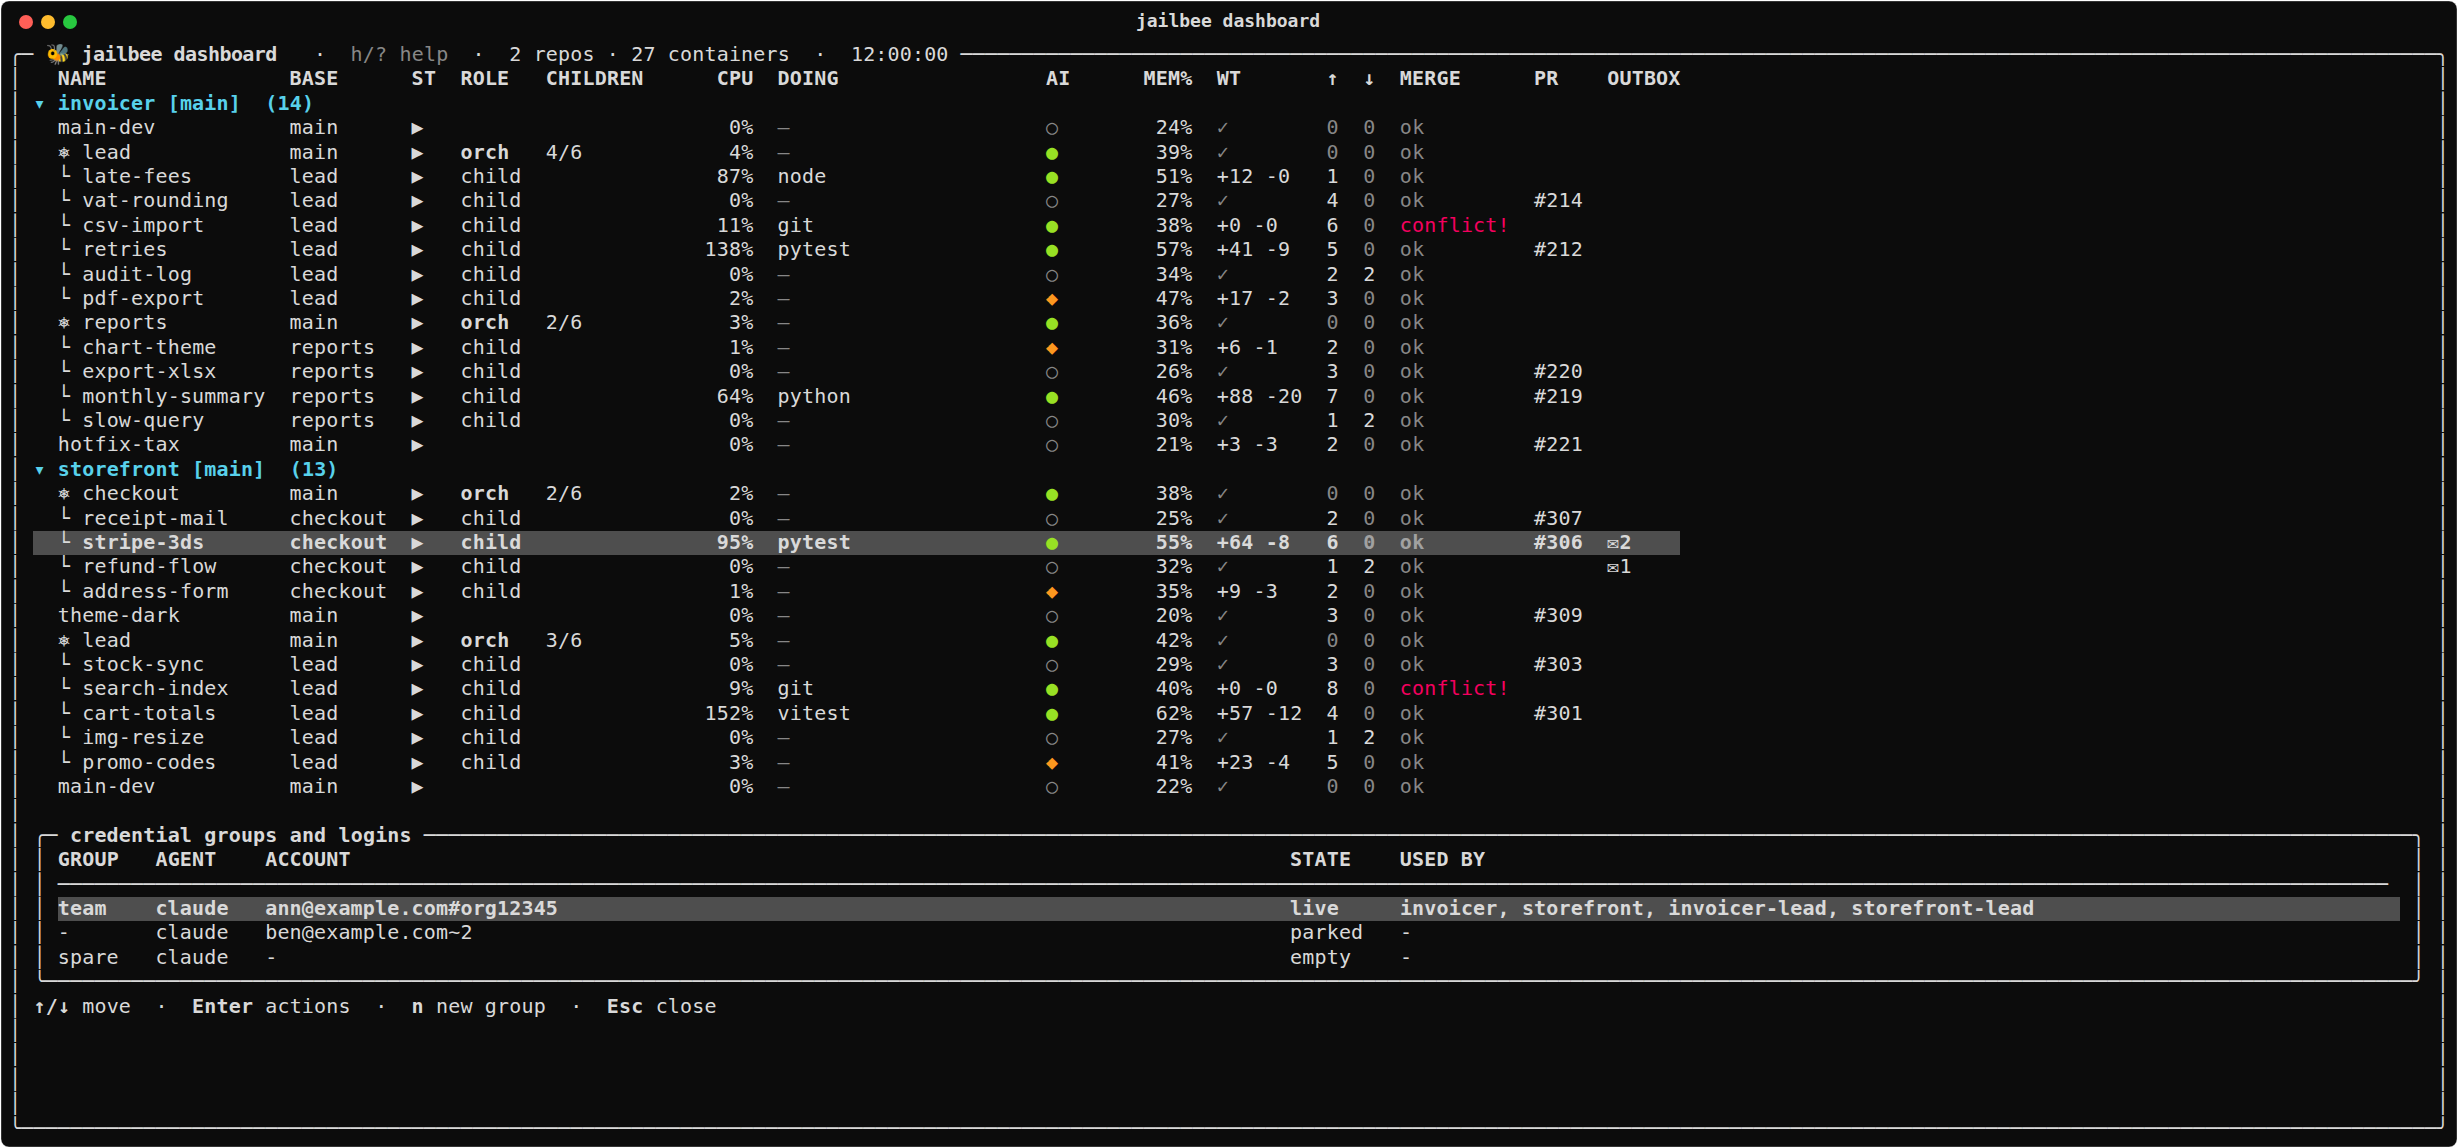 jailbee dashboard
🐝 jailbee dashboard · h/? help · 2 repos · 27 containers · 12:00:00
NAME BASE ST ROLE CHILDREN CPU DOING AI MEM% WT ↑ ↓ MERGE PR OUTBOX
▾ invoicer [main] (14)
main-dev main ▶ 0% — ○ 24% ✓ 0 0 ok
⎈ lead main ▶ orch 4/6 4% — ● 39% ✓ 0 0 ok
└ late-fees lead ▶ child 87% node ● 51% +12 -0 1 0 ok
└ vat-rounding lead ▶ child 0% — ○ 27% ✓ 4 0 ok #214
└ csv-import lead ▶ child 11% git ● 38% +0 -0 6 0 conflict!
└ retries lead ▶ child 138% pytest ● 57% +41 -9 5 0 ok #212
└ audit-log lead ▶ child 0% — ○ 34% ✓ 2 2 ok
└ pdf-export lead ▶ child 2% — ◆ 47% +17 -2 3 0 ok
⎈ reports main ▶ orch 2/6 3% — ● 36% ✓ 0 0 ok
└ chart-theme reports ▶ child 1% — ◆ 31% +6 -1 2 0 ok
└ export-xlsx reports ▶ child 0% — ○ 26% ✓ 3 0 ok #220
└ monthly-summary reports ▶ child 64% python ● 46% +88 -20 7 0 ok #219
└ slow-query reports ▶ child 0% — ○ 30% ✓ 1 2 ok
hotfix-tax main ▶ 0% — ○ 21% +3 -3 2 0 ok #221
▾ storefront [main] (13)
⎈ checkout main ▶ orch 2/6 2% — ● 38% ✓ 0 0 ok
└ receipt-mail checkout ▶ child 0% — ○ 25% ✓ 2 0 ok #307
└ stripe-3ds checkout ▶ child 95% pytest ● 55% +64 -8 6 0 ok #306 ✉2
└ refund-flow checkout ▶ child 0% — ○ 32% ✓ 1 2 ok ✉1
└ address-form checkout ▶ child 1% — ◆ 35% +9 -3 2 0 ok
theme-dark main ▶ 0% — ○ 20% ✓ 3 0 ok #309
⎈ lead main ▶ orch 3/6 5% — ● 42% ✓ 0 0 ok
└ stock-sync lead ▶ child 0% — ○ 29% ✓ 3 0 ok #303
└ search-index lead ▶ child 9% git ● 40% +0 -0 8 0 conflict!
└ cart-totals lead ▶ child 152% vitest ● 62% +57 -12 4 0 ok #301
└ img-resize lead ▶ child 0% — ○ 27% ✓ 1 2 ok
└ promo-codes lead ▶ child 3% — ◆ 41% +23 -4 5 0 ok
main-dev main ▶ 0% — ○ 22% ✓ 0 0 ok
credential groups and logins
GROUP AGENT ACCOUNT STATE USED BY
team claude ann@example.com#org12345 live invoicer, storefront, invoicer-lead, storefront-lead
- claude ben@example.com~2 parked -
spare claude - empty -
↑/↓ move · Enter actions · n new group · Esc close